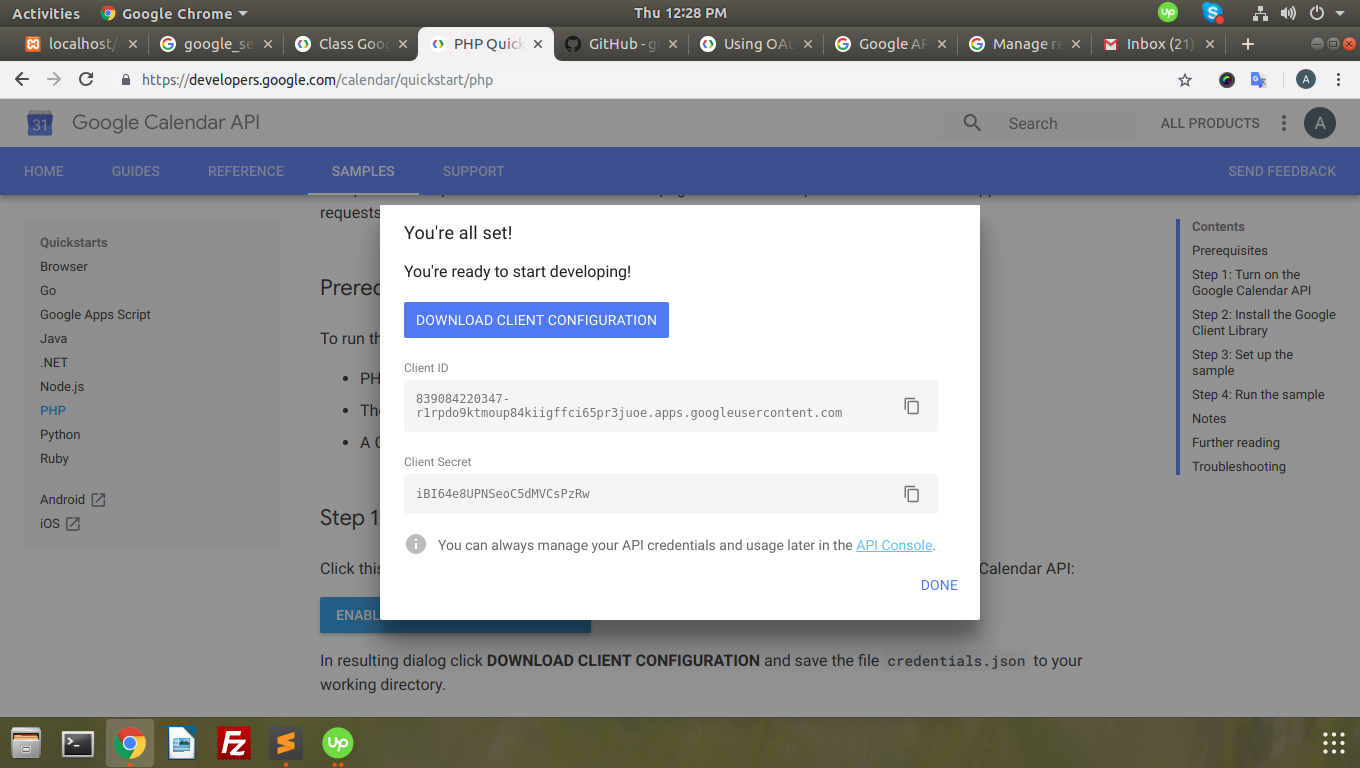 Activities Google Chrome Thu 12:28 PM
localhost/ google_se Class Goo PHP Quick GitHub - g Using OAu Google AP Manage re Inbox (21)
https://developers.google.com/calendar/quickstart/php
31 Google Calendar API Search ALL PRODUCTS A
HOME GUIDES REFERENCE SAMPLES SUPPORT SEND FEEDBACK
requests
Quickstarts
Browser
Go
Google Apps Script
Java
.NET
Node.js
PHP
Python
Ruby
Android
iOS
Prerec
To run th
PH
The
A G
Step 1
Click this
Calendar API:
ENABL
In resulting dialog click DOWNLOAD CLIENT CONFIGURATION and save the file credentials.json to your
working directory.
You're all set!
You're ready to start developing!
DOWNLOAD CLIENT CONFIGURATION
Client ID
839084220347-
r1rpdo9ktmoup84kiigffci65pr3juoe.apps.googleusercontent.com
Client Secret
iBI64e8UPNSeoC5dMVCsPzRw
You can always manage your API credentials and usage later in the API Console.
DONE
Contents
Prerequisites
Step 1: Turn on the
Google Calendar API
Step 2: Install the Google
Client Library
Step 3: Set up the
sample
Step 4: Run the sample
Notes
Further reading
Troubleshooting